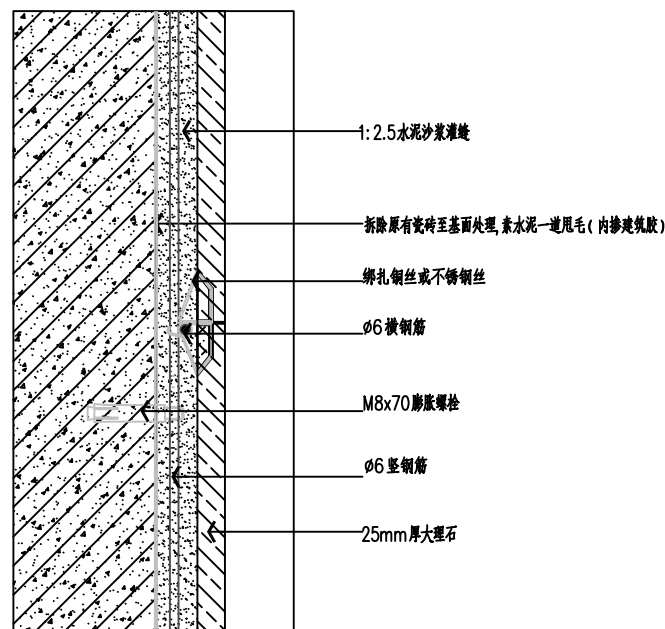 1:2.5水泥沙浆灌缝
拆除原有瓷砖至基面处理,素水泥一道甩毛(内掺建筑胶)
绑扎铜丝或不锈钢丝
Ø6横钢筋
M8x70膨胀螺栓
Ø6竖钢筋
25mm厚大理石